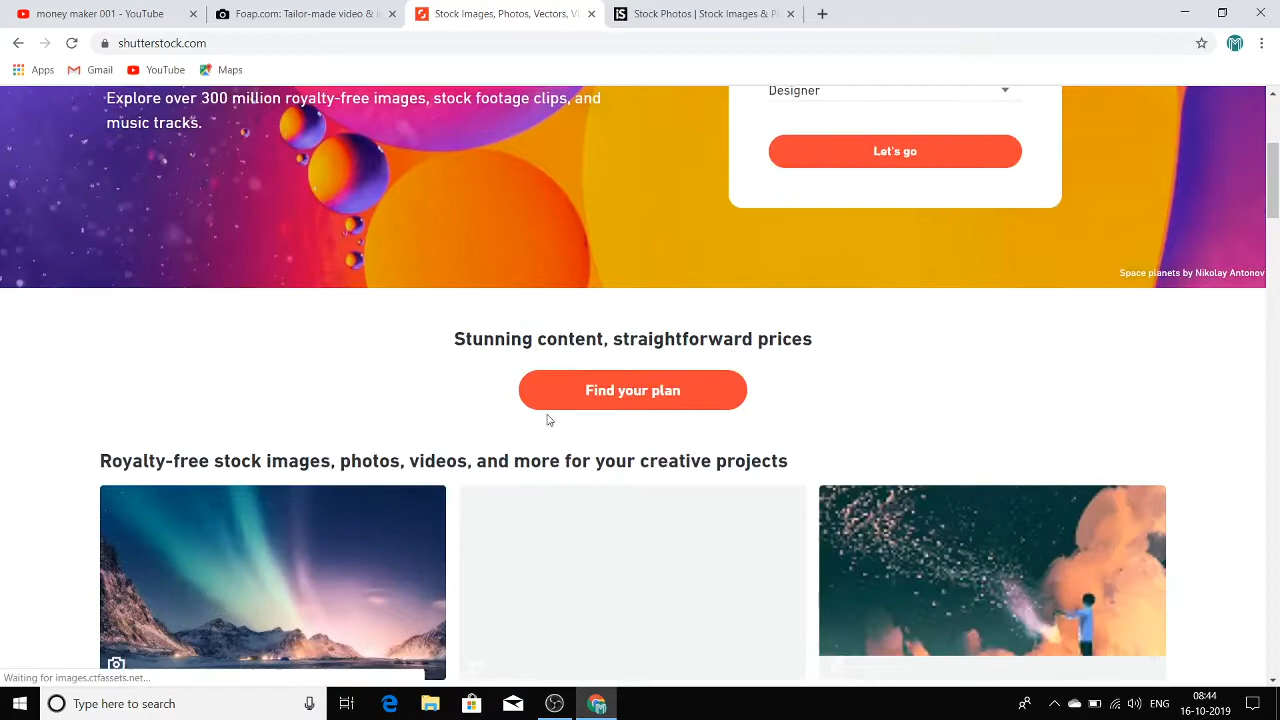 money maker 001 - YouTu
Foap.com: Tailor-made video & i
Stock Images, Photos, Vectors, Vi
iS Stock Photos | Stock Images & P
shutterstock.com
Apps Gmail YouTube Maps
Explore over 300 million royalty-free images, stock footage clips, and
music tracks.
Designer
Let's go
Space planets by Nikolay Antonov
Stunning content, straightforward prices
Find your plan
Royalty-free stock images, photos, videos, and more for your creative projects
Waiting for images.ctfassets.net...
Type here to search
ENG
08:44
16-10-2019